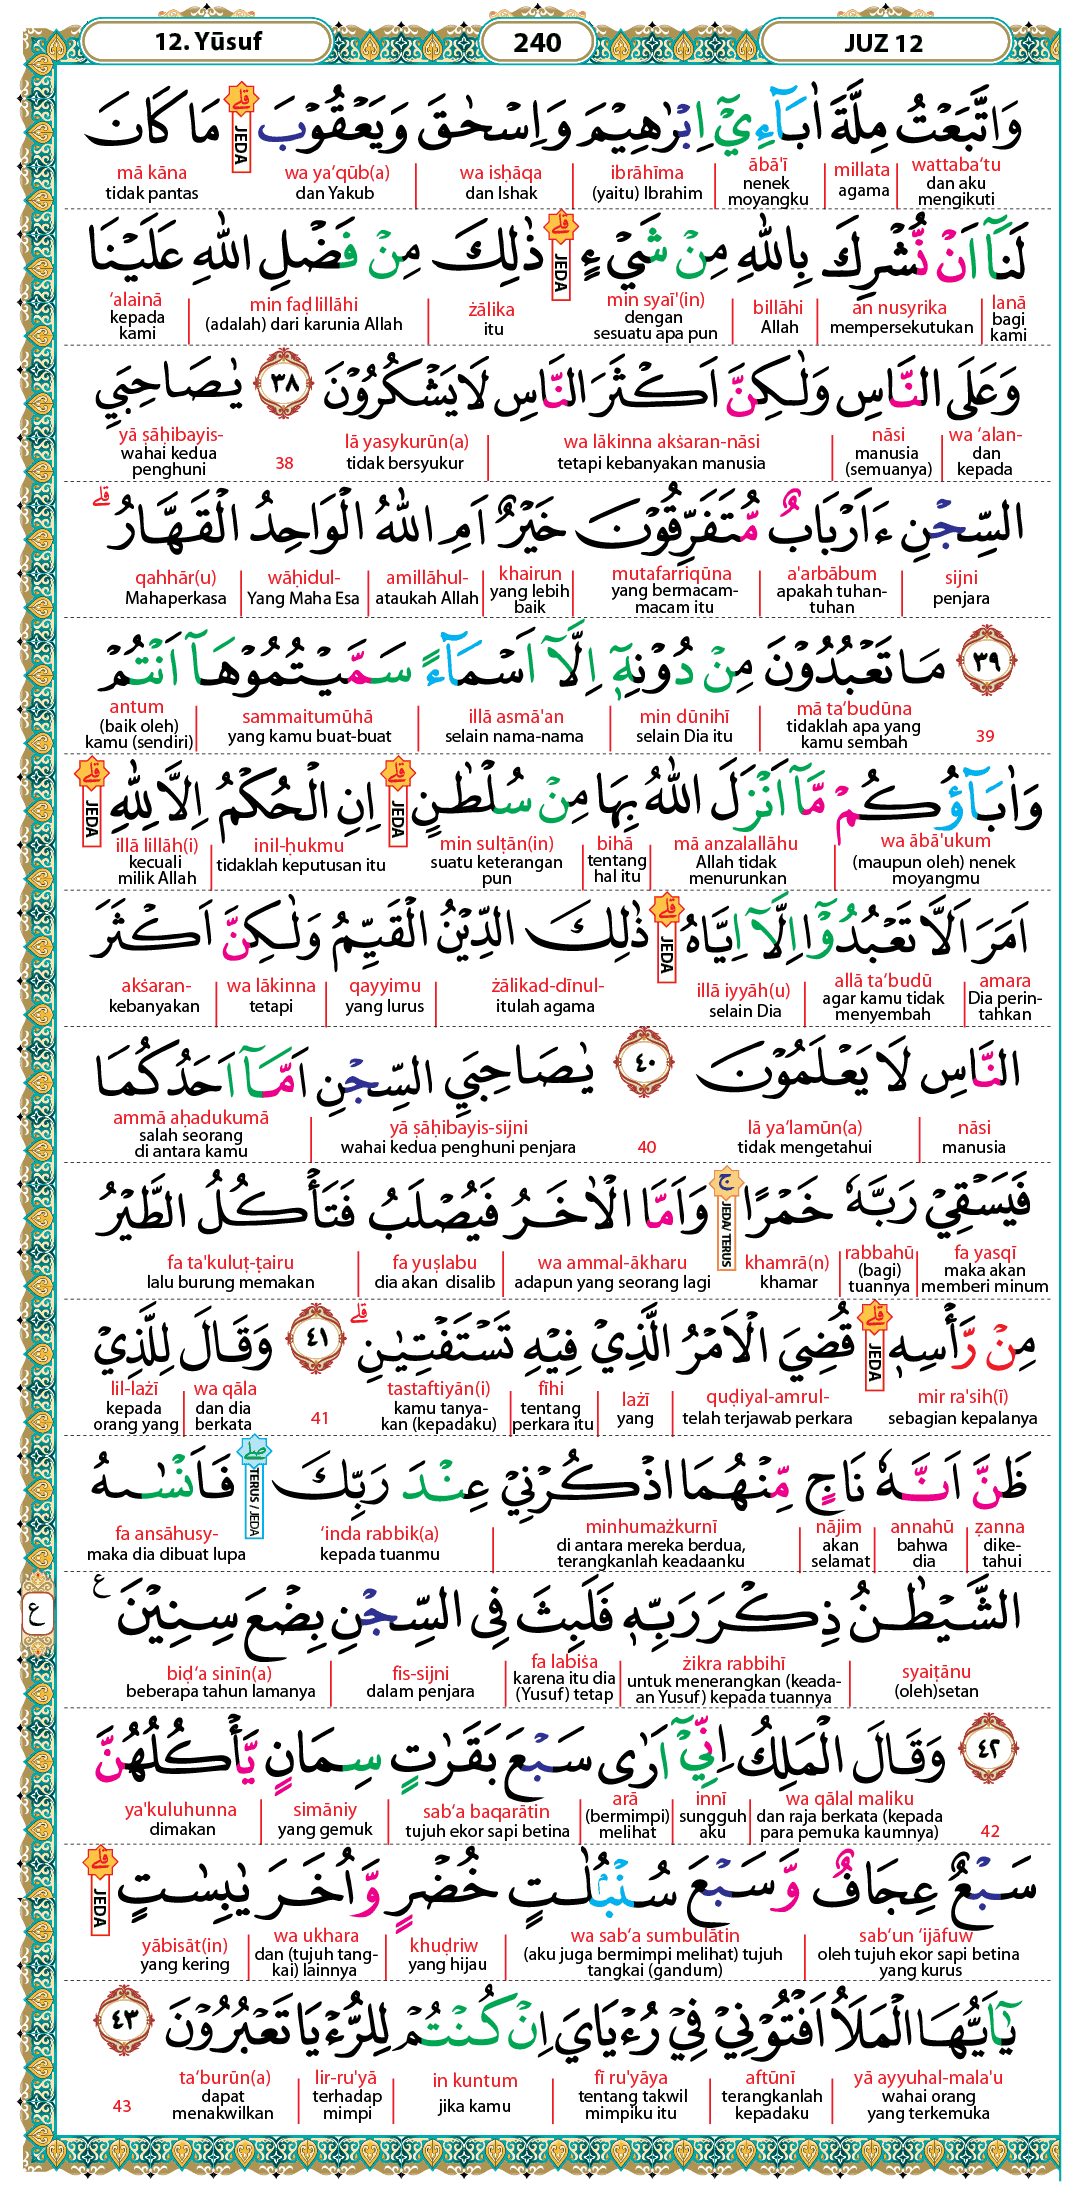 12. Yūsuf 240 JUZ 12
وَاتَّبَعْتُ مِلَّةَ اٰبَاۤءِيْٓ اِبْرٰهِيْمَ وَاِسْحٰقَ وَيَعْقُوْبَ ۗ مَا كَانَ
JEDA
wattaba‘tu millata ābā'ī ibrāhīma wa isḥāqa wa ya‘qūb(a) mā kāna
dan aku mengikuti agama nenek moyangku (yaitu) Ibrahim dan Ishak dan Yakub tidak pantas
لَنَآ اَنْ نُّشْرِكَ بِاللّٰهِ مِنْ شَيْءٍ ۗ ذٰلِكَ مِنْ فَضْلِ اللّٰهِ عَلَيْنَا
JEDA
lanā an nusyrika billāhi min syaī'(in) żālika min faḍlillāhi ‘alainā
bagi kami mempersekutukan Allah dengan sesuatu apa pun itu (adalah) dari karunia Allah kepada kami
وَعَلَى النَّاسِ وَلٰكِنَّ اَكْثَرَ النَّاسِ لَا يَشْكُرُوْنَ ٣٨ يٰصَاحِبَيِ
wa ‘alan- nāsi wa lākinna akṡaran-nāsi lā yasykurūn(a) 38 yā ṣāḥibayis-
dan kepada manusia (semuanya) tetapi kebanyakan manusia tidak bersyukur wahai kedua penghuni
السِّجْنِ ءَاَرْبَابٌ مُّتَفَرِّقُوْنَ خَيْرٌ اَمِ اللّٰهُ الْوَاحِدُ الْقَهَّارُ ۗ
sijni a'arbābum mutafarriqūna khairun amillāhul- wāḥidul- qahhār(u)
penjara apakah tuhan-tuhan yang bermacam-macam itu yang lebih baik ataukah Allah Yang Maha Esa Mahaperkasa
٣٩ مَا تَعْبُدُوْنَ مِنْ دُوْنِهٖٓ اِلَّآ اَسْمَاۤءً سَمَّيْتُمُوْهَآ اَنْتُمْ
39 mā ta‘budūna min dūnihī illā asmā'an sammaitumūhā antum
tidaklah apa yang kamu sembah selain Dia itu selain nama-nama yang kamu buat-buat (baik oleh) kamu (sendiri)
وَاٰبَاۤؤُكُمْ مَّآ اَنْزَلَ اللّٰهُ بِهَا مِنْ سُلْطٰنٍ ۗ اِنِ الْحُكْمُ اِلَّا لِلّٰهِ ۗ
JEDA JEDA
wa ābā'ukum mā anzalallāhu bihā min sulṭān(in) inil-ḥukmu illā lillāh(i)
(maupun oleh) nenek moyangmu Allah tidak menurunkan tentang hal itu suatu keterangan pun tidaklah keputusan itu kecuali milik Allah
اَمَرَ اَلَّا تَعْبُدُوْٓا اِلَّآ اِيَّاهُ ۗ ذٰلِكَ الدِّيْنُ الْقَيِّمُ وَلٰكِنَّ اَكْثَرَ
JEDA
amara allā ta‘budū illā iyyāh(u) żālikad-dīnul- qayyimu wa lākinna akṡaran-
Dia perin-tahkan agar kamu tidak menyembah selain Dia itulah agama yang lurus tetapi kebanyakan
النَّاسِ لَا يَعْلَمُوْنَ ٤٠ يٰصَاحِبَيِ السِّجْنِ اَمَّآ اَحَدُكُمَا
nāsi lā ya‘lamūn(a) 40 yā ṣāḥibayis-sijni ammā aḥadukumā
manusia tidak mengetahui wahai kedua penghuni penjara salah seorang di antara kamu
فَيَسْقِيْ رَبَّهٗ خَمْرًا ۚ وَاَمَّا الْاٰخَرُ فَيُصْلَبُ فَتَأْكُلُ الطَّيْرُ
JEDA/ TERUS
fa yasqī rabbahū khamrā(n) wa ammal-ākharu fa yuṣlabu fa ta'kuluṭ-ṭairu
maka akan memberi minum (bagi) tuannya khamar adapun yang seorang lagi dia akan disalib lalu burung memakan
مِنْ رَّأْسِهٖ ۗ قُضِيَ الْاَمْرُ الَّذِيْ فِيْهِ تَسْتَفْتِيٰنِ ۗ ٤١ وَقَالَ لِلَّذِيْ
JEDA
mir ra'sih(ī) quḍiyal-amrul- lażī fīhi tastaftiyān(i) 41 wa qāla lil-lażī
sebagian kepalanya telah terjawab perkara yang tentang perkara itu kamu tanya-kan (kepadaku) dan dia berkata kepada orang yang
ظَنَّ اَنَّهٗ نَاجٍ مِّنْهُمَا اذْكُرْنِيْ عِنْدَ رَبِّكَ ۖ فَاَنْسٰىهُ
TERUS / JEDA
ẓanna annahū nājim minhumażkurnī ‘inda rabbik(a) fa ansāhusy-
dike-tahui bahwa dia akan selamat di antara mereka berdua, terangkanlah keadaanku kepada tuanmu maka dia dibuat lupa
الشَّيْطٰنُ ذِكْرَ رَبِّهٖ فَلَبِثَ فِى السِّجْنِ بِضْعَ سِنِيْنَ ع
ع
syaiṭānu żikra rabbihī fa labiṡa fis-sijni biḍ‘a sinīn(a)
(oleh)setan untuk menerangkan (keada-an Yusuf) kepada tuannya karena itu dia (Yusuf) tetap dalam penjara beberapa tahun lamanya
٤٢ وَقَالَ الْمَلِكُ اِنِّيْٓ اَرٰى سَبْعَ بَقَرٰتٍ سِمَانٍ يَّأْكُلُهُنَّ
42 wa qālal maliku innī arā sab‘a baqarātin simāniy ya'kuluhunna
dan raja berkata (kepada para pemuka kaumnya) sungguh aku (bermimpi) melihat tujuh ekor sapi betina yang gemuk dimakan
سَبْعٌ عِجَافٌ وَّسَبْعَ سُنْۢبُلٰتٍ خُضْرٍ وَّاُخَرَ يٰبِسٰتٍ ۗ
JEDA
sab‘un ‘ijāfuw wa sab‘a sumbulātin khuḍriw wa ukhara yābisāt(in)
oleh tujuh ekor sapi betina yang kurus (aku juga bermimpi melihat) tujuh tangkai (gandum) yang hijau dan (tujuh tang-kai) lainnya yang kering
يٰٓاَيُّهَا الْمَلَاُ اَفْتُوْنِيْ فِيْ رُءْيَايَ اِنْ كُنْتُمْ لِلرُّءْيَا تَعْبُرُوْنَ ٤٣
yā ayyuhal-mala'u aftūnī fī ru'yāya in kuntum lir-ru'yā ta‘burūn(a) 43
wahai orang yang terkemuka terangkanlah kepadaku tentang takwil mimpiku itu jika kamu terhadap mimpi dapat menakwilkan